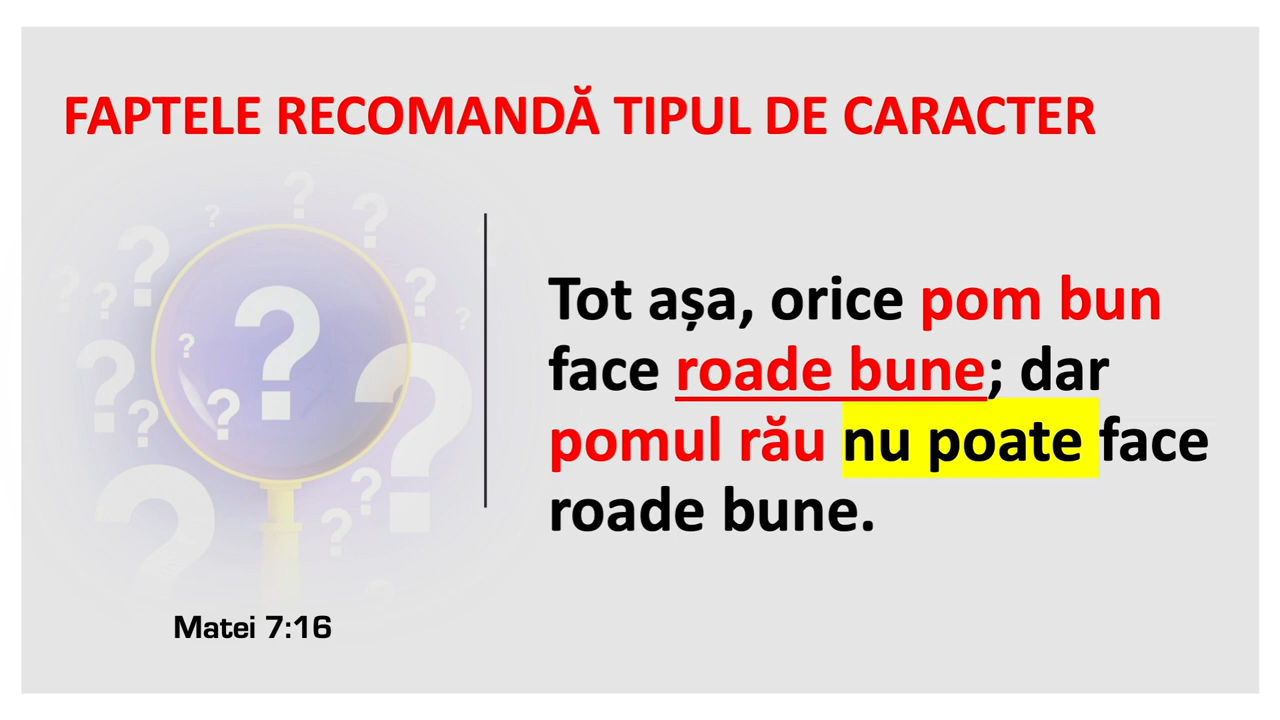 FAPTELE RECOMANDĂ TIPUL DE CARACTER
Tot așa, orice pom bun
face roade bune; dar
pomul rău nu poate face
roade bune.
Matei 7:16